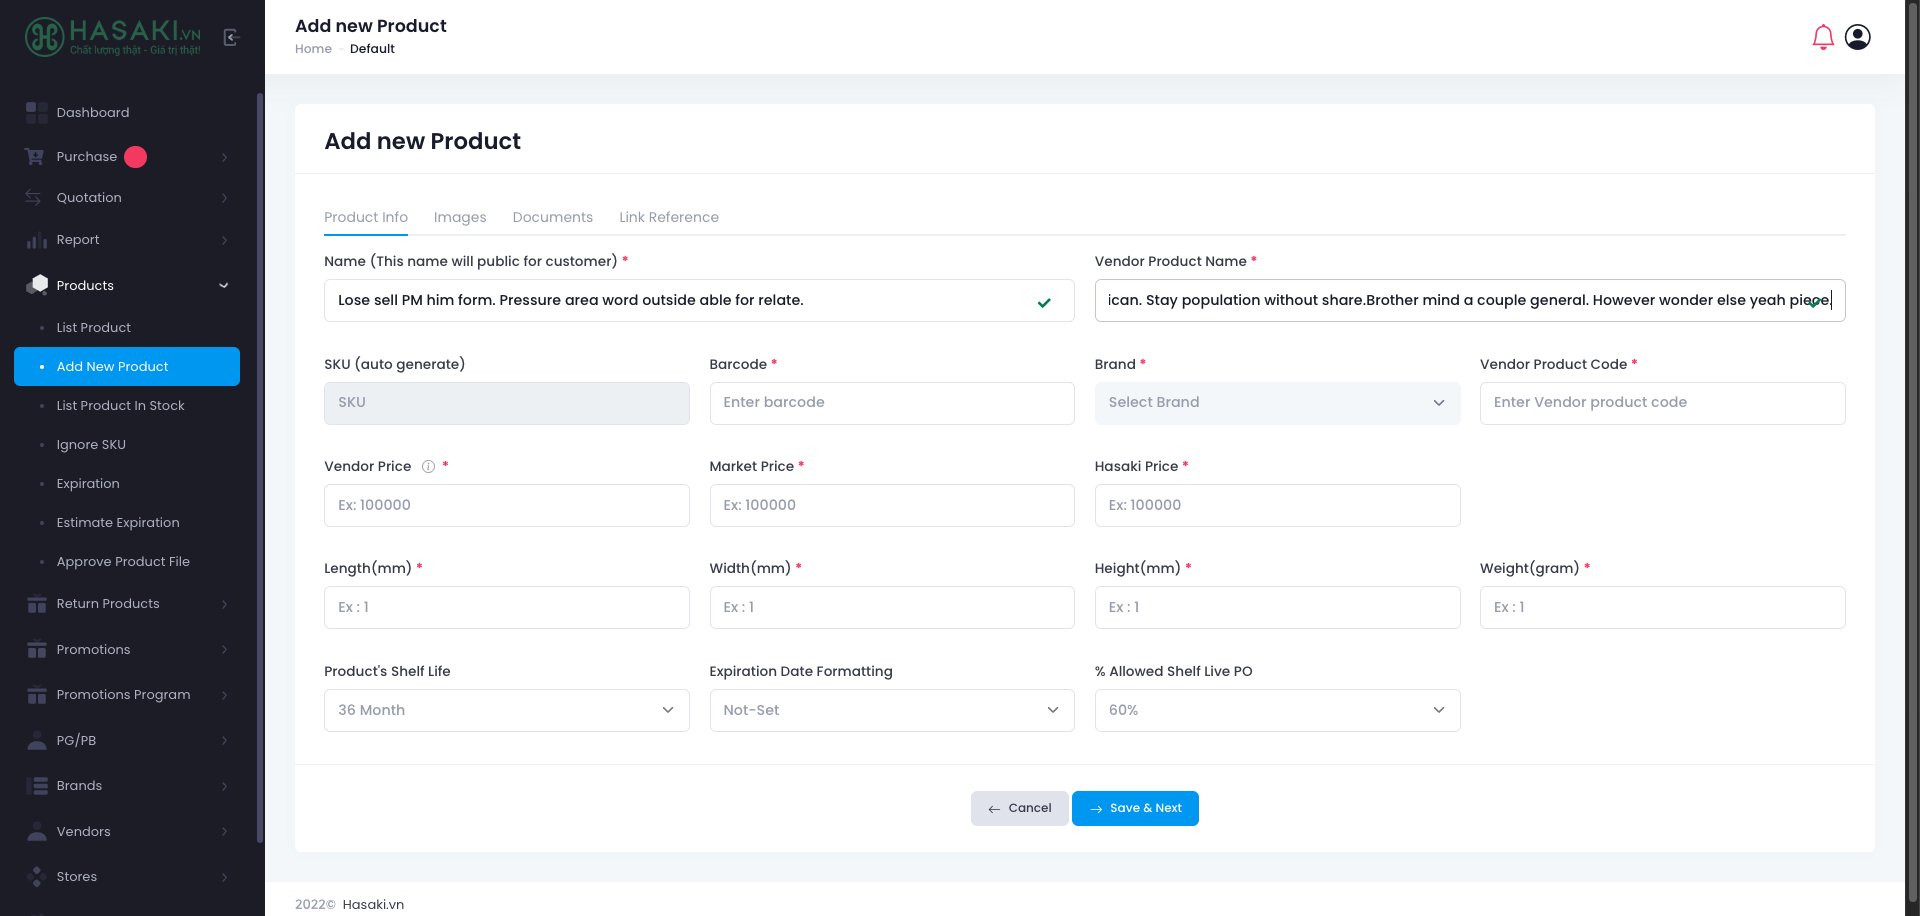 HASAKI.VN
Chất lượng thật - Giá trị thật!
Add new Product
Home - Default
Dashboard
Purchase
Quotation
Report
Products
List Product
Add New Product
List Product In Stock
Ignore SKU
Expiration
Estimate Expiration
Approve Product File
Return Products
Promotions
Promotions Program
PG/PB
Brands
Vendors
Stores
Add new Product
Product Info Images Documents Link Reference
Name (This name will public for customer) * Vendor Product Name *
Lose sell PM him form. Pressure area word outside able for relate. ican. Stay population without share.Brother mind a couple general. However wonder else yeah piece.
SKU (auto generate) Barcode * Brand * Vendor Product Code *
SKU Enter barcode Select Brand Enter Vendor product code
Vendor Price * Market Price * Hasaki Price *
Ex: 100000 Ex: 100000 Ex: 100000
Length(mm) * Width(mm) * Height(mm) * Weight(gram) *
Ex : 1 Ex : 1 Ex : 1 Ex : 1
Product's Shelf Life Expiration Date Formatting % Allowed Shelf Live PO
36 Month Not-Set 60%
Cancel Save & Next
2022© Hasaki.vn